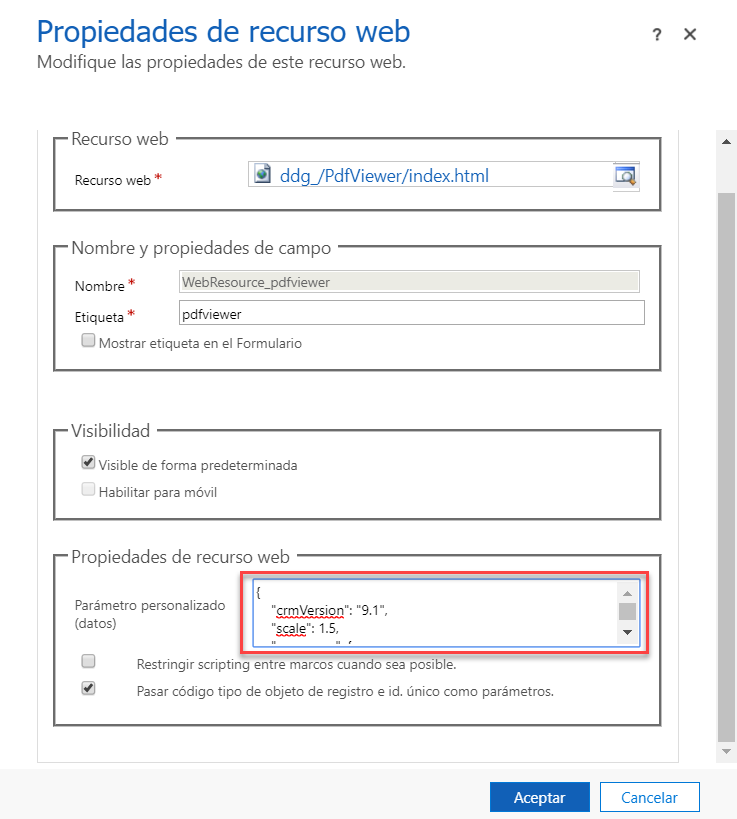 Propiedades de recurso web
? ✕
Modifique las propiedades de este recurso web.
Recurso web
Recurso web *
ddg_/PdfViewer/index.html
Nombre y propiedades de campo
Nombre *
WebResource_pdfviewer
Etiqueta *
pdfviewer
Mostrar etiqueta en el Formulario
Visibilidad
Visible de forma predeterminada
Habilitar para móvil
Propiedades de recurso web
Parámetro personalizado
(datos)
{
"crmVersion": "9.1",
"scale": 1.5,
Restringir scripting entre marcos cuando sea posible.
Pasar código tipo de objeto de registro e id. único como parámetros.
Aceptar
Cancelar